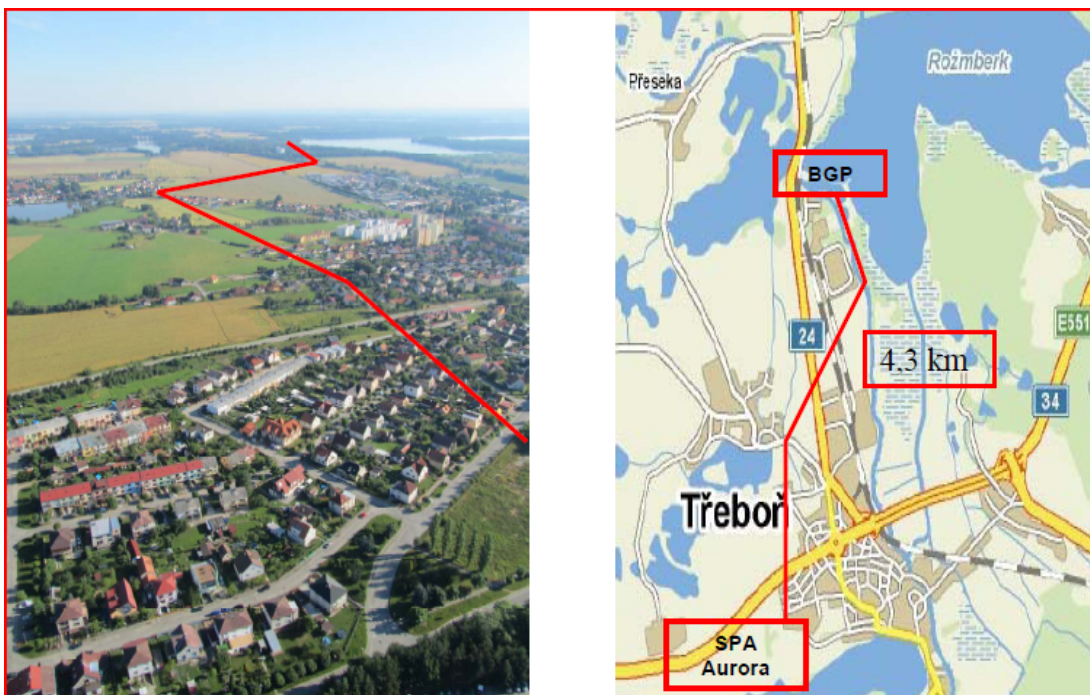 Rožmberk
Přeseka
BGP
24
E551
4,3 km
34
Třeboň
SPA
Aurora